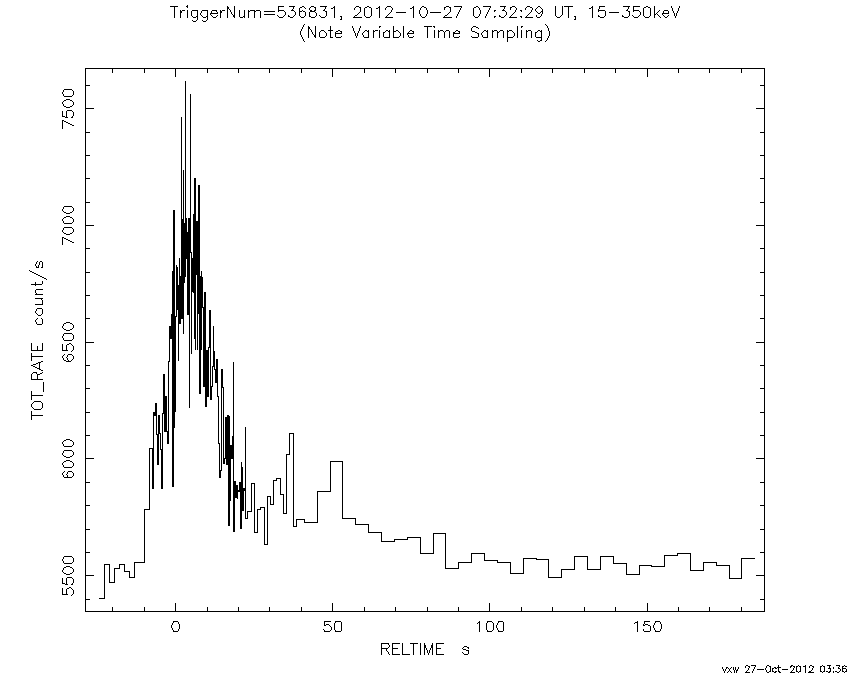 TriggerNum=536831, 2012-10-27 07:32:29 UT, 15-350keV
(Note Variable Time Sampling)
TOT_RATE count/s
7500
7000
6500
6000
5500
0 50 100 150
RELTIME s
vxw 27-Oct-2012 03:36